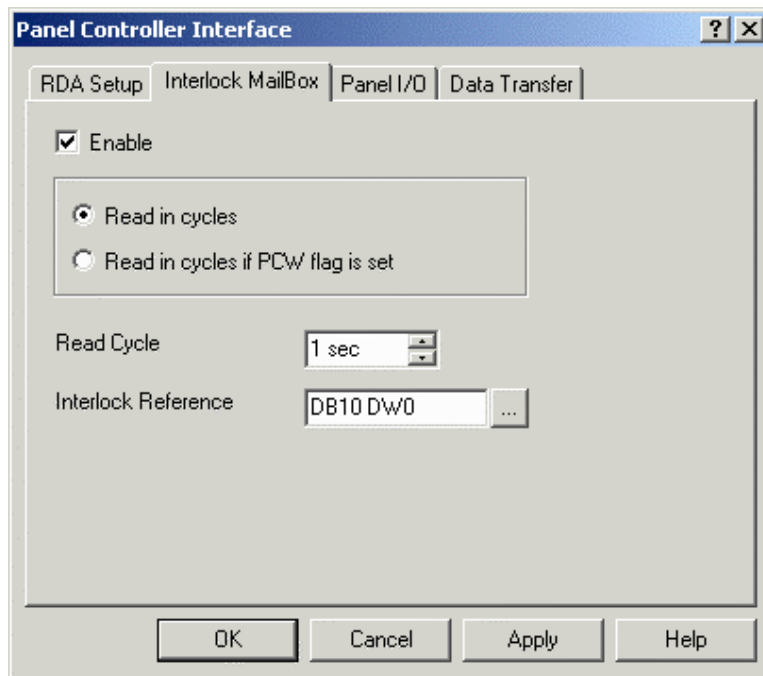 Panel Controller Interface
RDA Setup Interlock MailBox Panel I/O Data Transfer
Enable
Read in cycles
Read in cycles if PCW flag is set
Read Cycle 1 sec
Interlock Reference DB10 DW0 ...
OK Cancel Apply Help